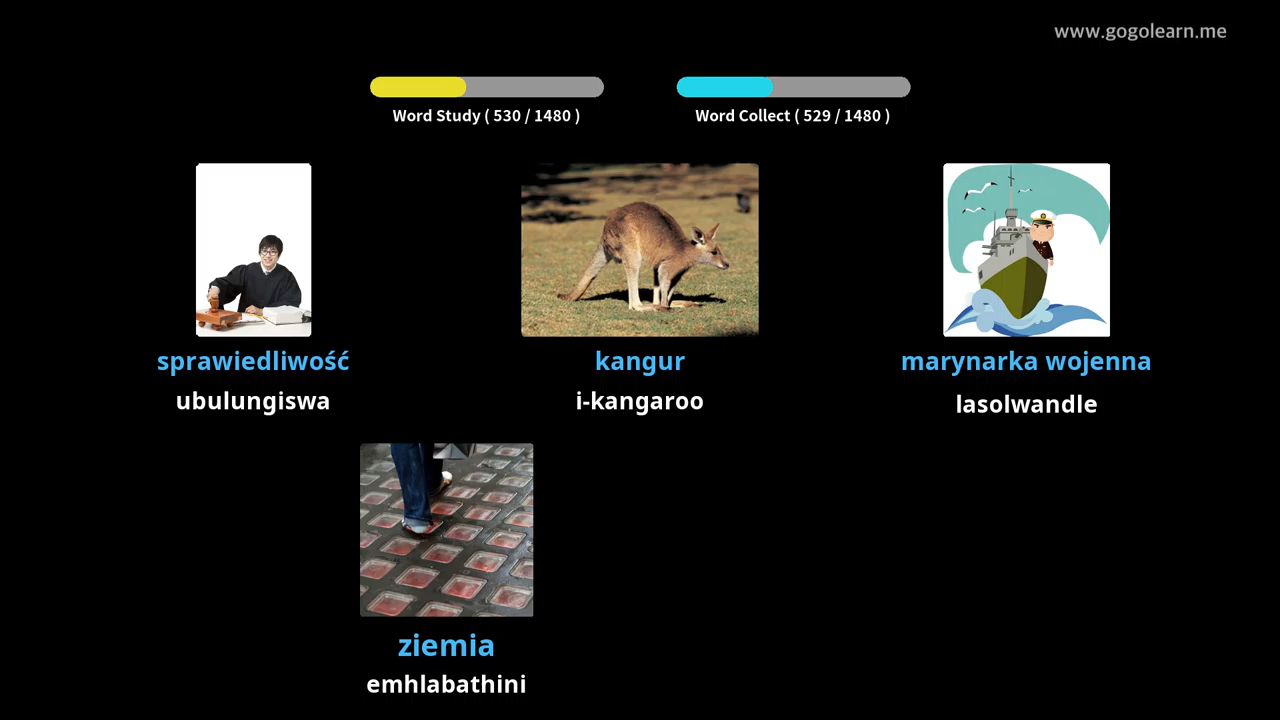 www.gogolearn.me
Word Study ( 530 / 1480 )
Word Collect ( 529 / 1480 )
sprawiedliwość
ubulungiswa
kangur
i-kangaroo
marynarka wojenna
lasolwandle
ziemia
emhlabathini